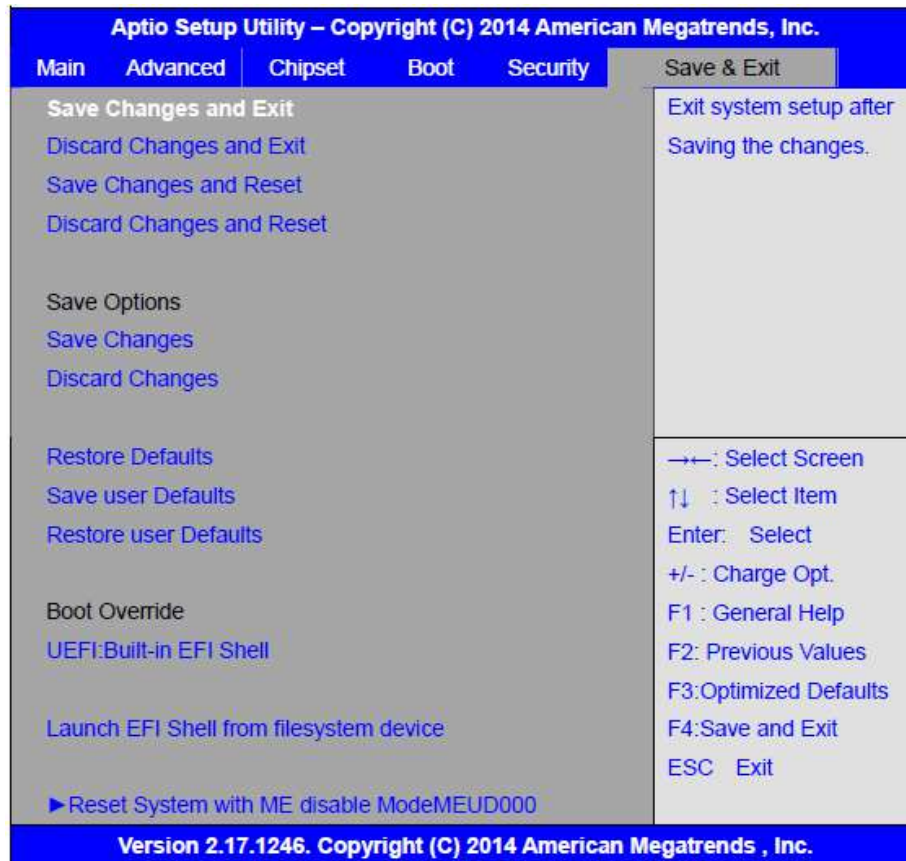 Aptio Setup Utility – Copyright (C) 2014 American Megatrends, Inc.
Main Advanced Chipset Boot Security Save & Exit
Save Changes and Exit
Discard Changes and Exit
Save Changes and Reset
Discard Changes and Reset
Save Options
Save Changes
Discard Changes
Restore Defaults
Save user Defaults
Restore user Defaults
Boot Override
UEFI:Built-in EFI Shell
Launch EFI Shell from filesystem device
►Reset System with ME disable ModeMEUD000
Exit system setup after
Saving the changes.
→←: Select Screen
↑↓ : Select Item
Enter: Select
+/- : Charge Opt.
F1 : General Help
F2: Previous Values
F3:Optimized Defaults
F4:Save and Exit
ESC Exit
Version 2.17.1246. Copyright (C) 2014 American Megatrends , Inc.